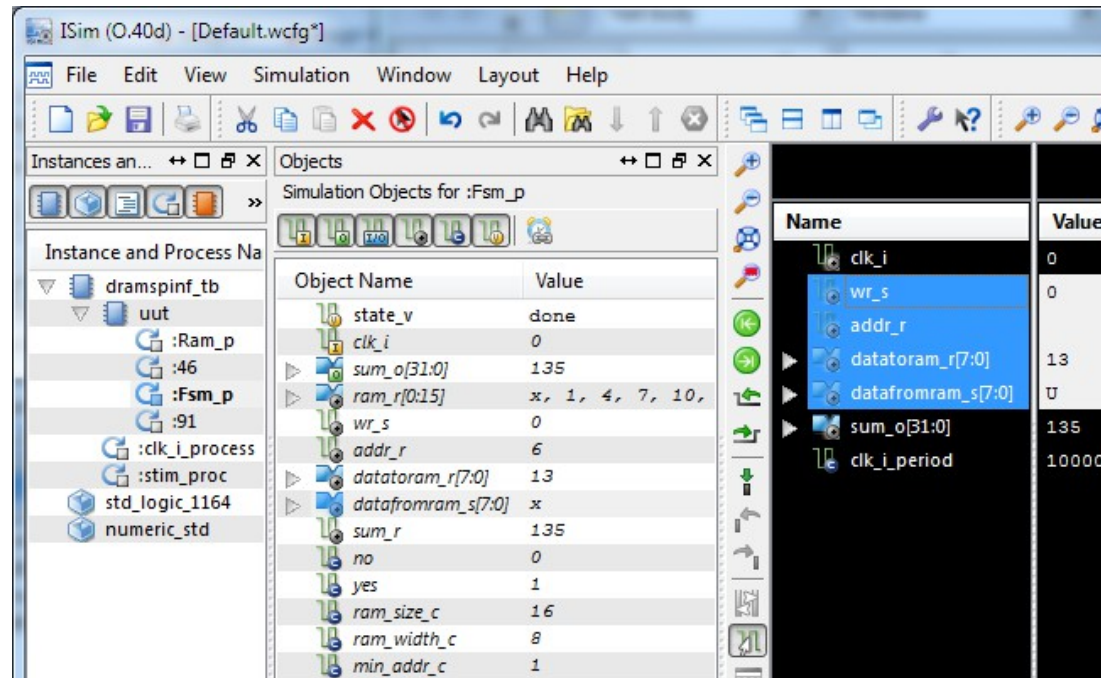 ISim (O.40d) - [Default.wcfg*]
File Edit View Simulation Window Layout Help
Instances an...
Instance and Process Na
dramspinf_tb
uut
:Ram_p
:46
:Fsm_p
:91
:clk_i_process
:stim_proc
std_logic_1164
numeric_std
Objects
Simulation Objects for :Fsm_p
Object Name Value
state_v done
clk_i 0
sum_o[31:0] 135
ram_r[0:15] x, 1, 4, 7, 10,
wr_s 0
addr_r 6
datatoram_r[7:0] 13
datafromram_s[7:0] x
sum_r 135
no 0
yes 1
ram_size_c 16
ram_width_c 8
min_addr_c 1
Name Value
clk_i 0
wr_s 0
addr_r
datatoram_r[7:0] 13
datafromram_s[7:0] U
sum_o[31:0] 135
clk_i_period 10000